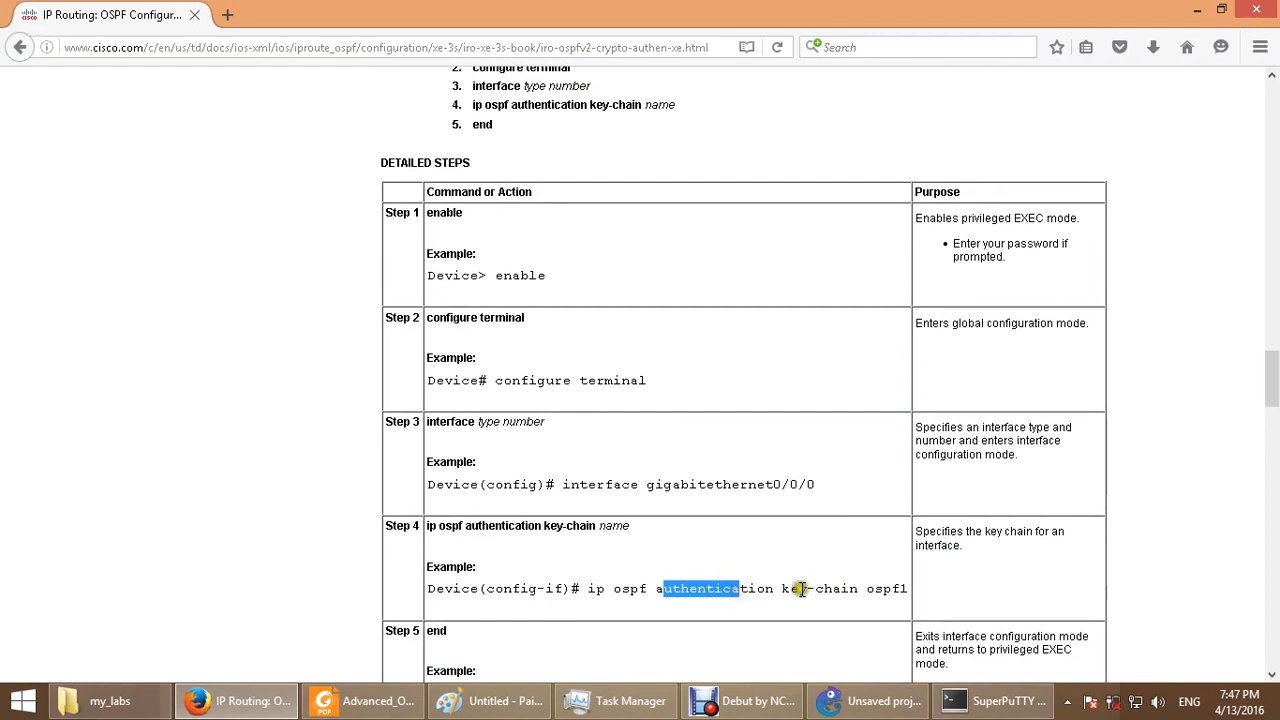 IP Routing: OSPF Configur...
www.cisco.com/c/en/us/td/docs/ios-xml/ios/iproute_ospf/configuration/xe-3s/iro-xe-3s-book/iro-ospfv2-crypto-authen-xe.html
Search
2. configure terminal
3. interface type number
4. ip ospf authentication key-chain name
5. end
DETAILED STEPS
Command or Action Purpose
Step 1 enable
Enables privileged EXEC mode.
• Enter your password if
prompted.
Example:
Device> enable
Step 2 configure terminal
Enters global configuration mode.
Example:
Device# configure terminal
Step 3 interface type number
Specifies an interface type and
number and enters interface
configuration mode.
Example:
Device(config)# interface gigabitethernet0/0/0
Step 4 ip ospf authentication key-chain name
Specifies the key chain for an
interface.
Example:
Device(config-if)# ip ospf authentication key-chain ospf1
Step 5 end
Exits interface configuration mode
and returns to privileged EXEC
mode.
Example:
my_labs
IP Routing: O...
Advanced_O...
Untitled - Pai...
Task Manager
Debut by NC...
Unsaved proj...
SuperPuTTY ...
ENG
7:47 PM
4/13/2016